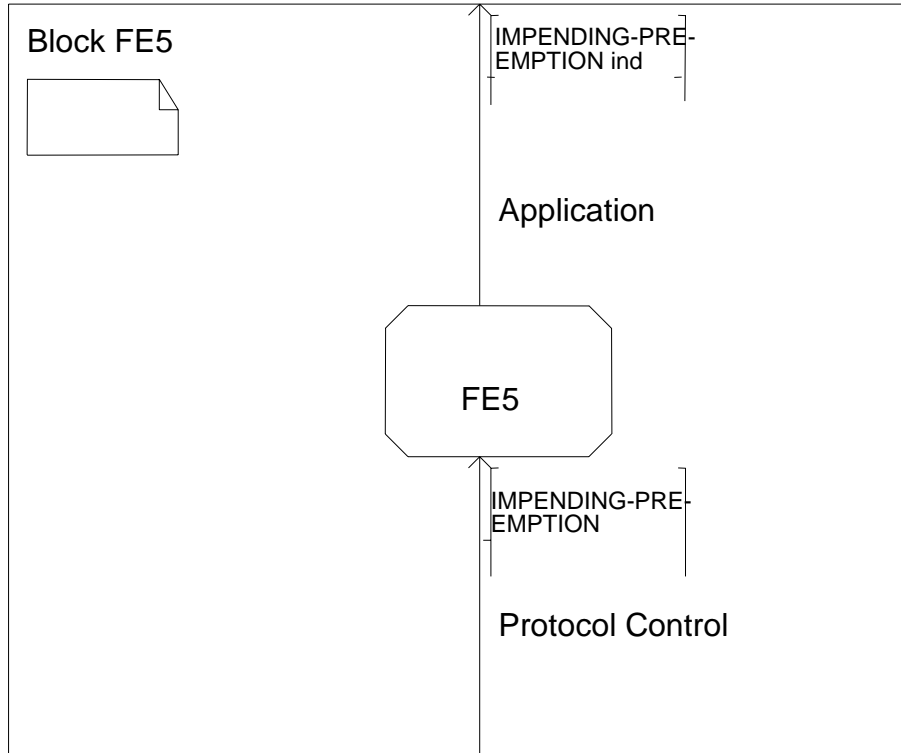 Block FE5
IMPENDING-PRE-
EMPTION ind
Application
FE5
IMPENDING-PRE-
EMPTION
Protocol Control